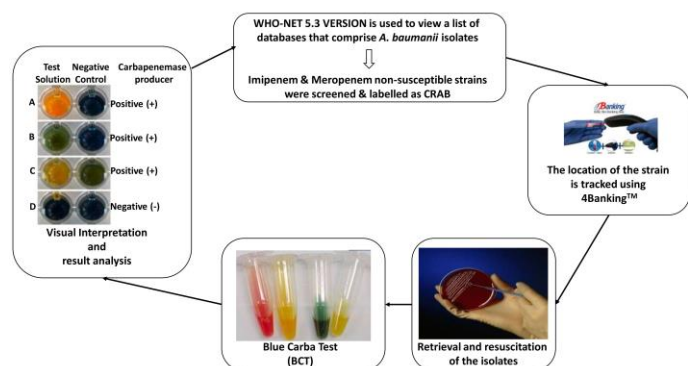 Test Solution
Negative Control
Carbapenemase producer
A
Positive (+)
B
Positive (+)
C
Positive (+)
D
Negative (-)
Visual Interpretation
and
result analysis
WHO-NET 5.3 VERSION is used to view a list of
databases that comprise A. baumanii isolates
Imipenem & Meropenem non-susceptible strains
were screened & labelled as CRAB
4Banking
The location of the strain
is tracked using
4Banking™
Retrieval and resuscitation
of the isolates
Blue Carba Test
(BCT)